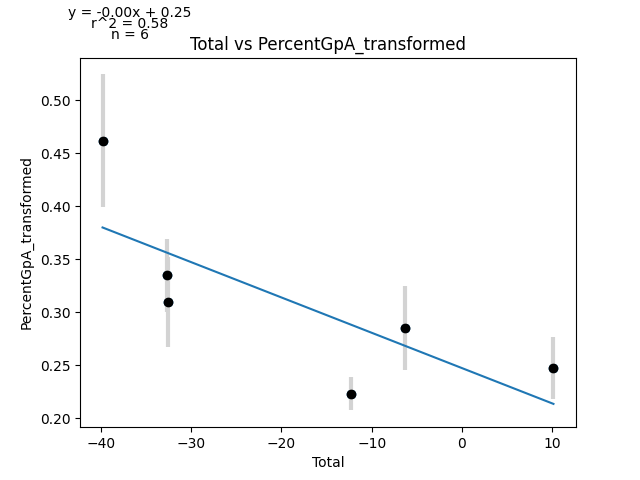 y = -0.00x + 0.25
r^2 = 0.58
n = 6
Total vs PercentGpA_transformed
PercentGpA_transformed
0.50
0.45
0.40
0.35
0.30
0.25
0.20
−40
−30
−20
−10
0
10
Total